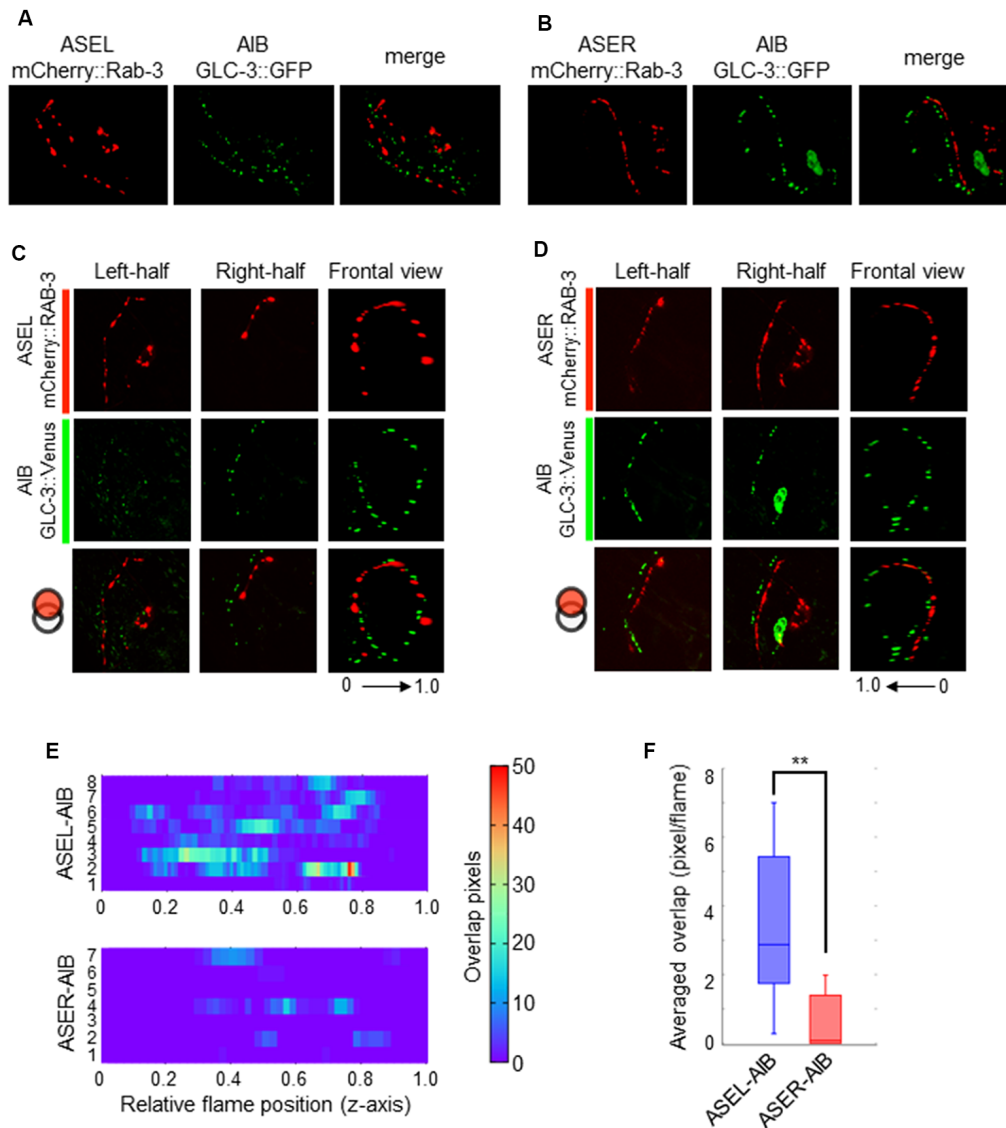 A
ASEL
mCherry::Rab-3
AIB
GLC-3::GFP
merge
B
ASER
mCherry::Rab-3
AIB
GLC-3::GFP
merge
C
Left-half
Right-half
Frontal view
ASEL
mCherry::RAB-3
AIB
GLC-3::Venus
0
1.0
D
Left-half
Right-half
Frontal view
ASER
mCherry::RAB-3
AIB
GLC-3::Venus
1.0
0
E
ASEL-AIB
8
7
6
5
4
3
2
1
0 0.2 0.4 0.6 0.8 1.0
ASER-AIB
7
6
5
4
3
2
1
0 0.2 0.4 0.6 0.8 1.0
Relative flame position (z-axis)
Overlap pixels
50
40
30
20
10
0
F
Averaged overlap (pixel/flame)
8
6
4
2
0
**
ASEL-AIB
ASER-AIB